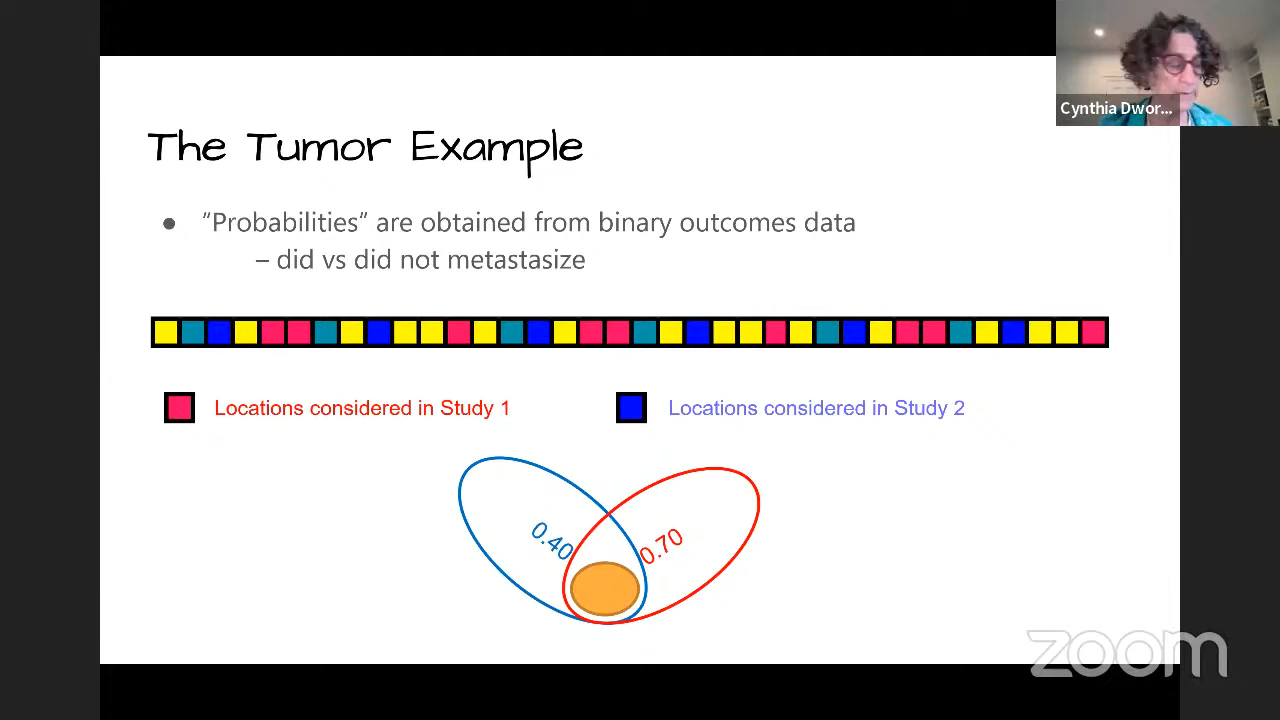 Cynthia Dwor...
The Tumor Example
● "Probabilities" are obtained from binary outcomes data
– did vs did not metastasize
Locations considered in Study 1
Locations considered in Study 2
0.40
0.70
zoom